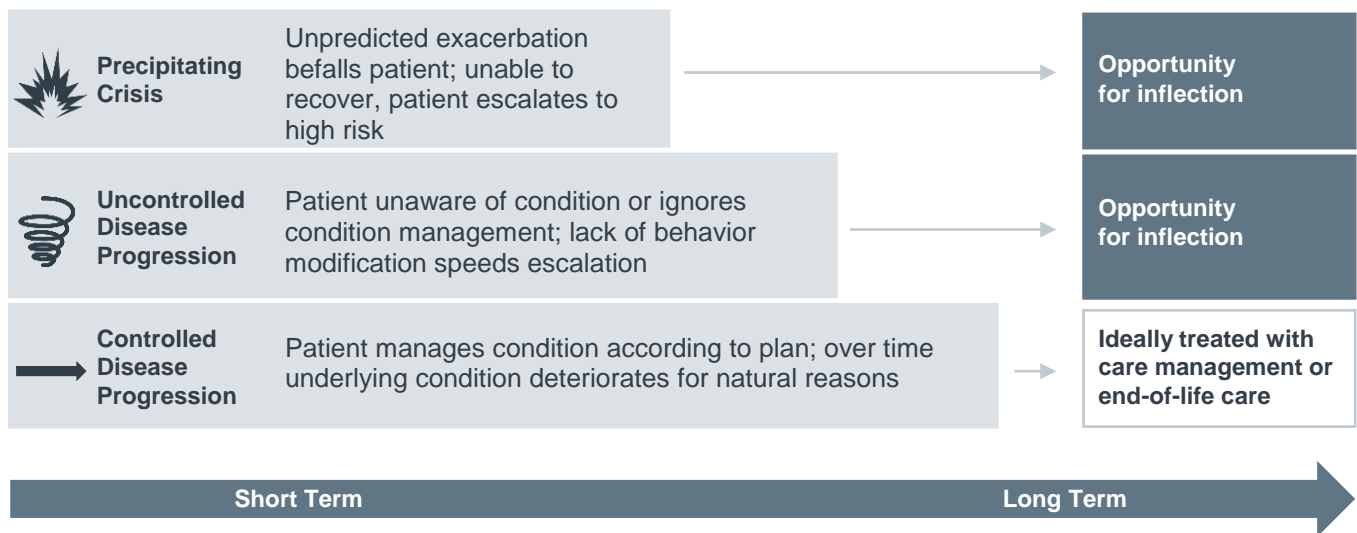 Precipitating
Crisis
Unpredicted exacerbation
befalls patient; unable to
recover, patient escalates to
high risk
Opportunity
for inflection
Uncontrolled
Disease
Progression
Patient unaware of condition or ignores
condition management; lack of behavior
modification speeds escalation
Opportunity
for inflection
Controlled
Disease
Progression
Patient manages condition according to plan; over time
underlying condition deteriorates for natural reasons
Ideally treated with
care management or
end-of-life care
Short Term
Long Term